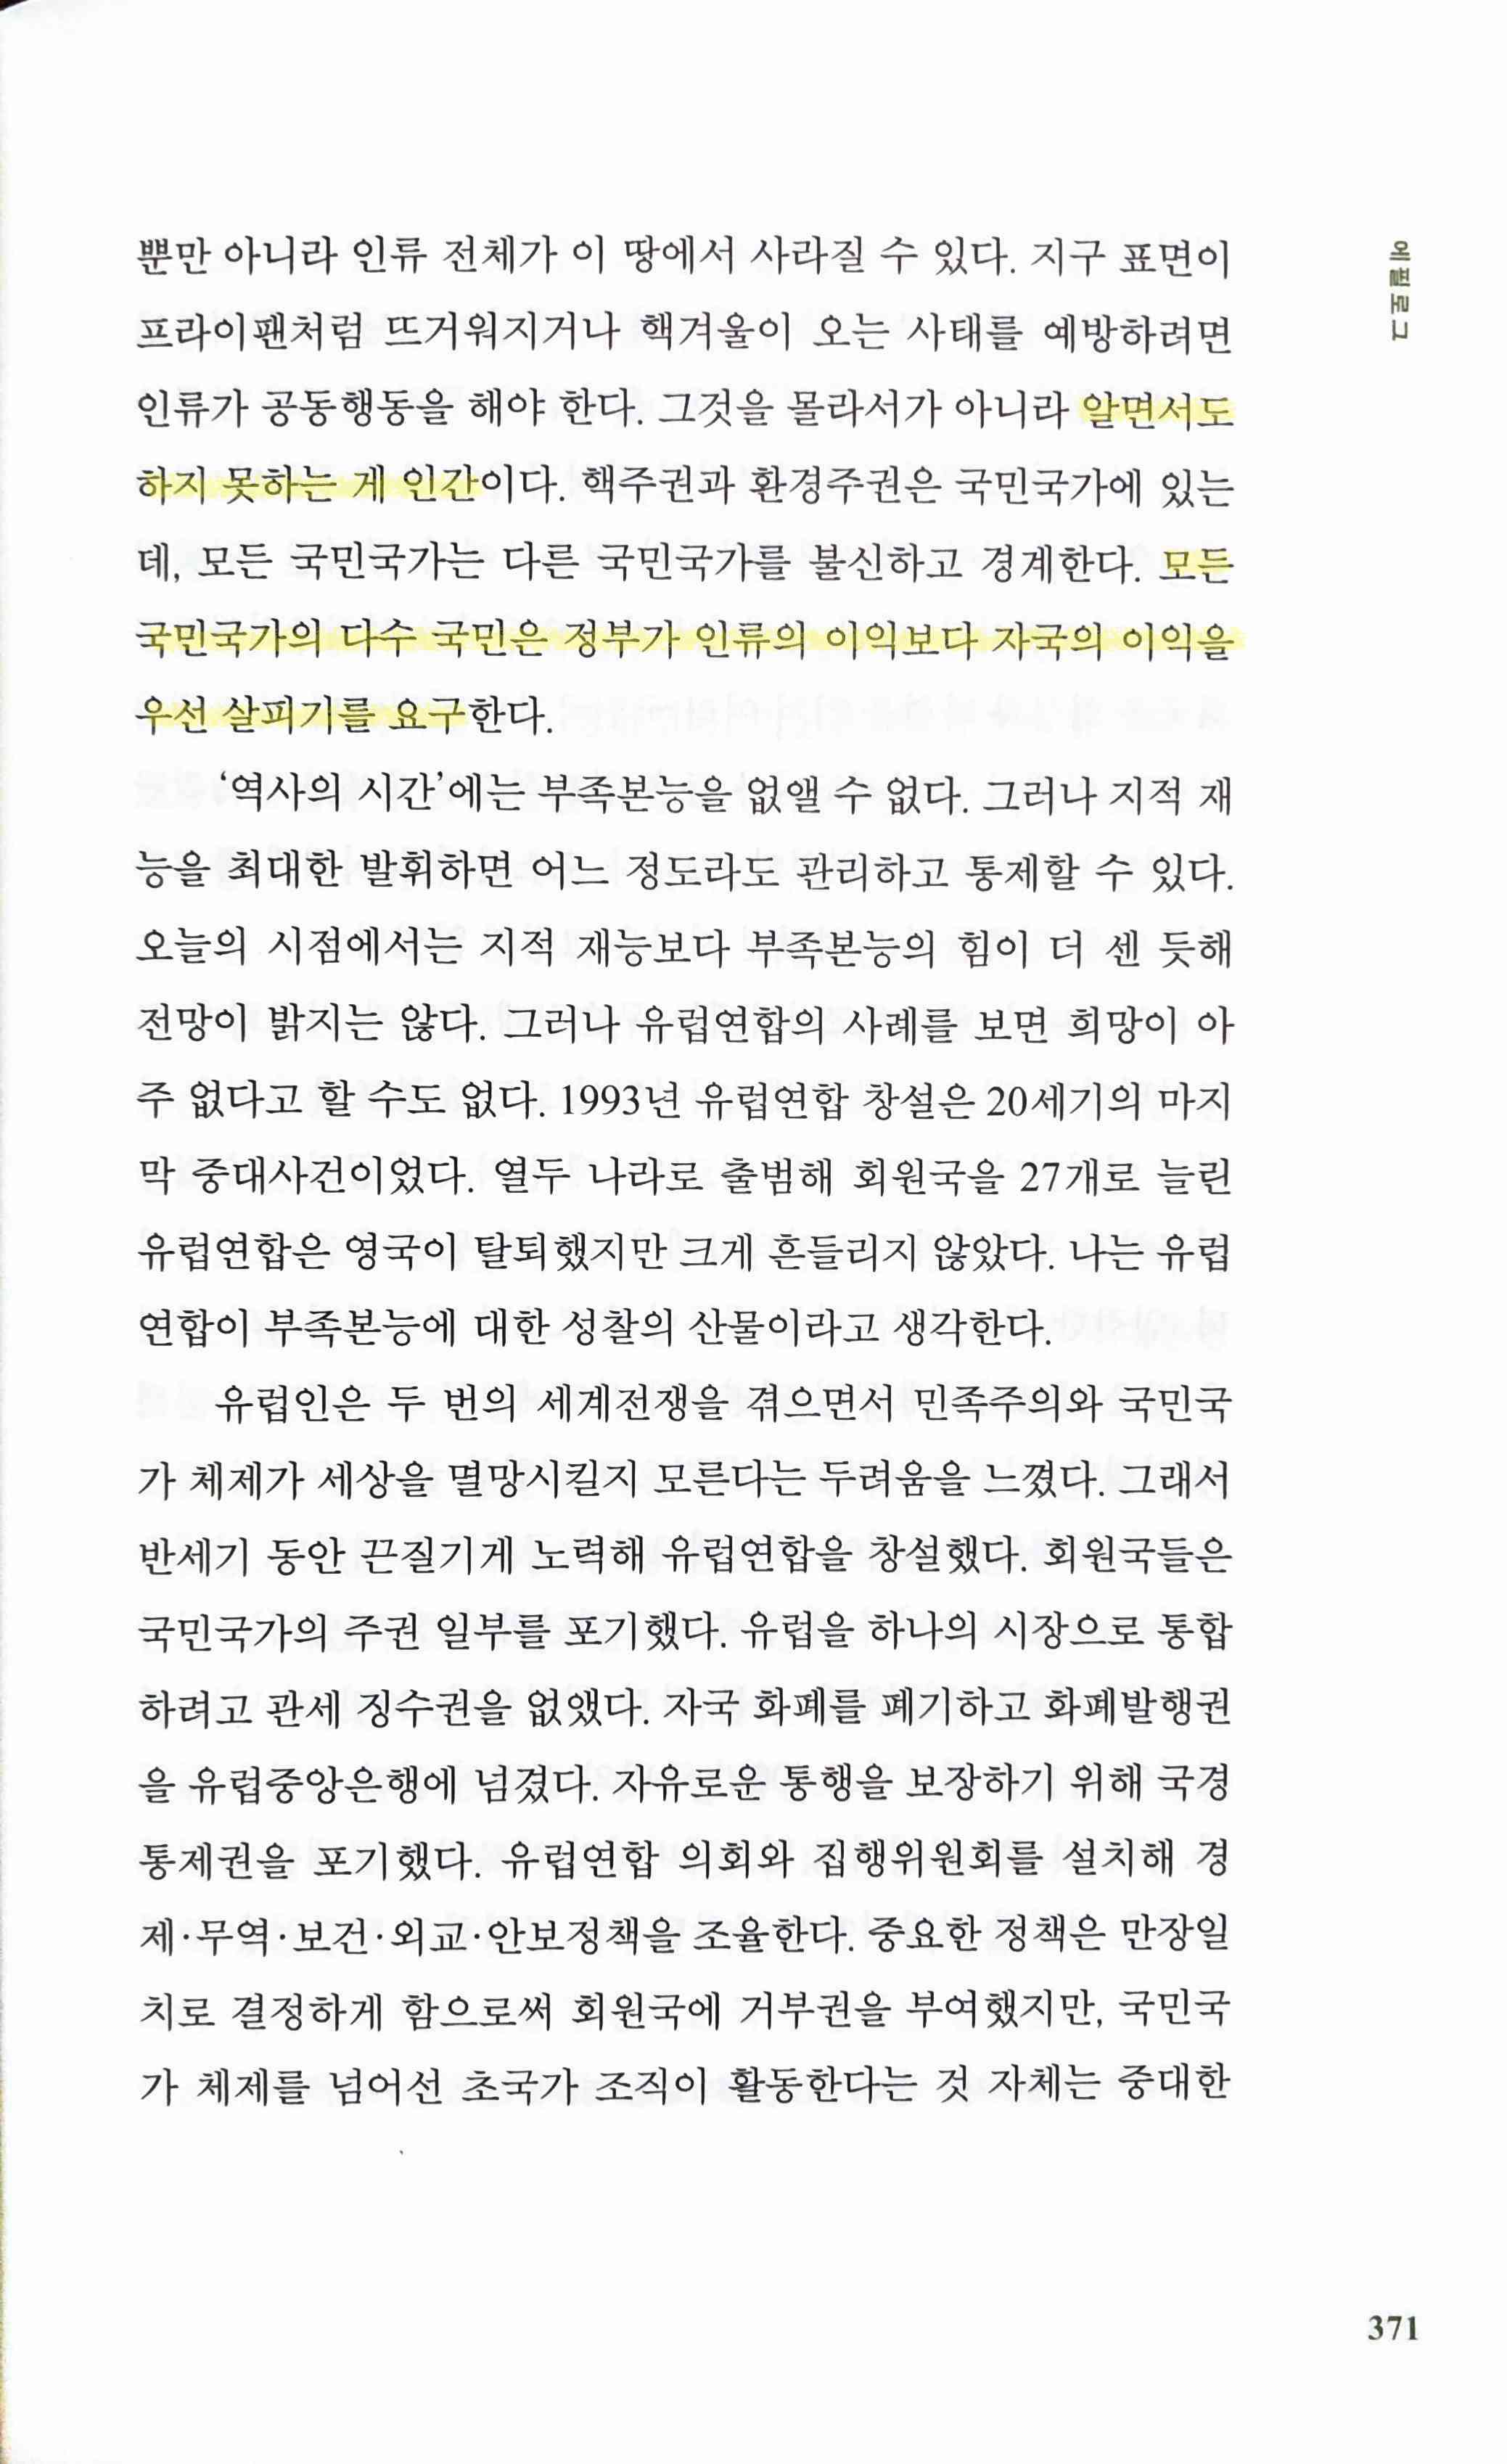 에필로그
뿐만 아니라 인류 전체가 이 땅에서 사라질 수 있다. 지구 표면이
프라이팬처럼 뜨거워지거나 핵겨울이 오는 사태를 예방하려면
인류가 공동행동을 해야 한다. 그것을 몰라서가 아니라 알면서도
하지 못하는 게 인간이다. 핵주권과 환경주권은 국민국가에 있는
데, 모든 국민국가는 다른 국민국가를 불신하고 경계한다. 모든
국민국가의 다수 국민은 정부가 인류의 이익보다 자국의 이익을
우선 살피기를 요구한다.
‘역사의 시간’에는 부족본능을 없앨 수 없다. 그러나 지적 재
능을 최대한 발휘하면 어느 정도라도 관리하고 통제할 수 있다.
오늘의 시점에서는 지적 재능보다 부족본능의 힘이 더 센 듯해
전망이 밝지는 않다. 그러나 유럽연합의 사례를 보면 희망이 아
주 없다고 할 수도 없다. 1993년 유럽연합 창설은 20세기의 마지
막 중대사건이었다. 열두 나라로 출범해 회원국을 27개로 늘린
유럽연합은 영국이 탈퇴했지만 크게 흔들리지 않았다. 나는 유럽
연합이 부족본능에 대한 성찰의 산물이라고 생각한다.
유럽인은 두 번의 세계전쟁을 겪으면서 민족주의와 국민국
가 체제가 세상을 멸망시킬지 모른다는 두려움을 느꼈다. 그래서
반세기 동안 끈질기게 노력해 유럽연합을 창설했다. 회원국들은
국민국가의 주권 일부를 포기했다. 유럽을 하나의 시장으로 통합
하려고 관세 징수권을 없앴다. 자국 화폐를 폐기하고 화폐발행권
을 유럽중앙은행에 넘겼다. 자유로운 통행을 보장하기 위해 국경
통제권을 포기했다. 유럽연합 의회와 집행위원회를 설치해 경
제·무역·보건·외교·안보정책을 조율한다. 중요한 정책은 만장일
치로 결정하게 함으로써 회원국에 거부권을 부여했지만, 국민국
가 체제를 넘어선 초국가 조직이 활동한다는 것 자체는 중대한
371